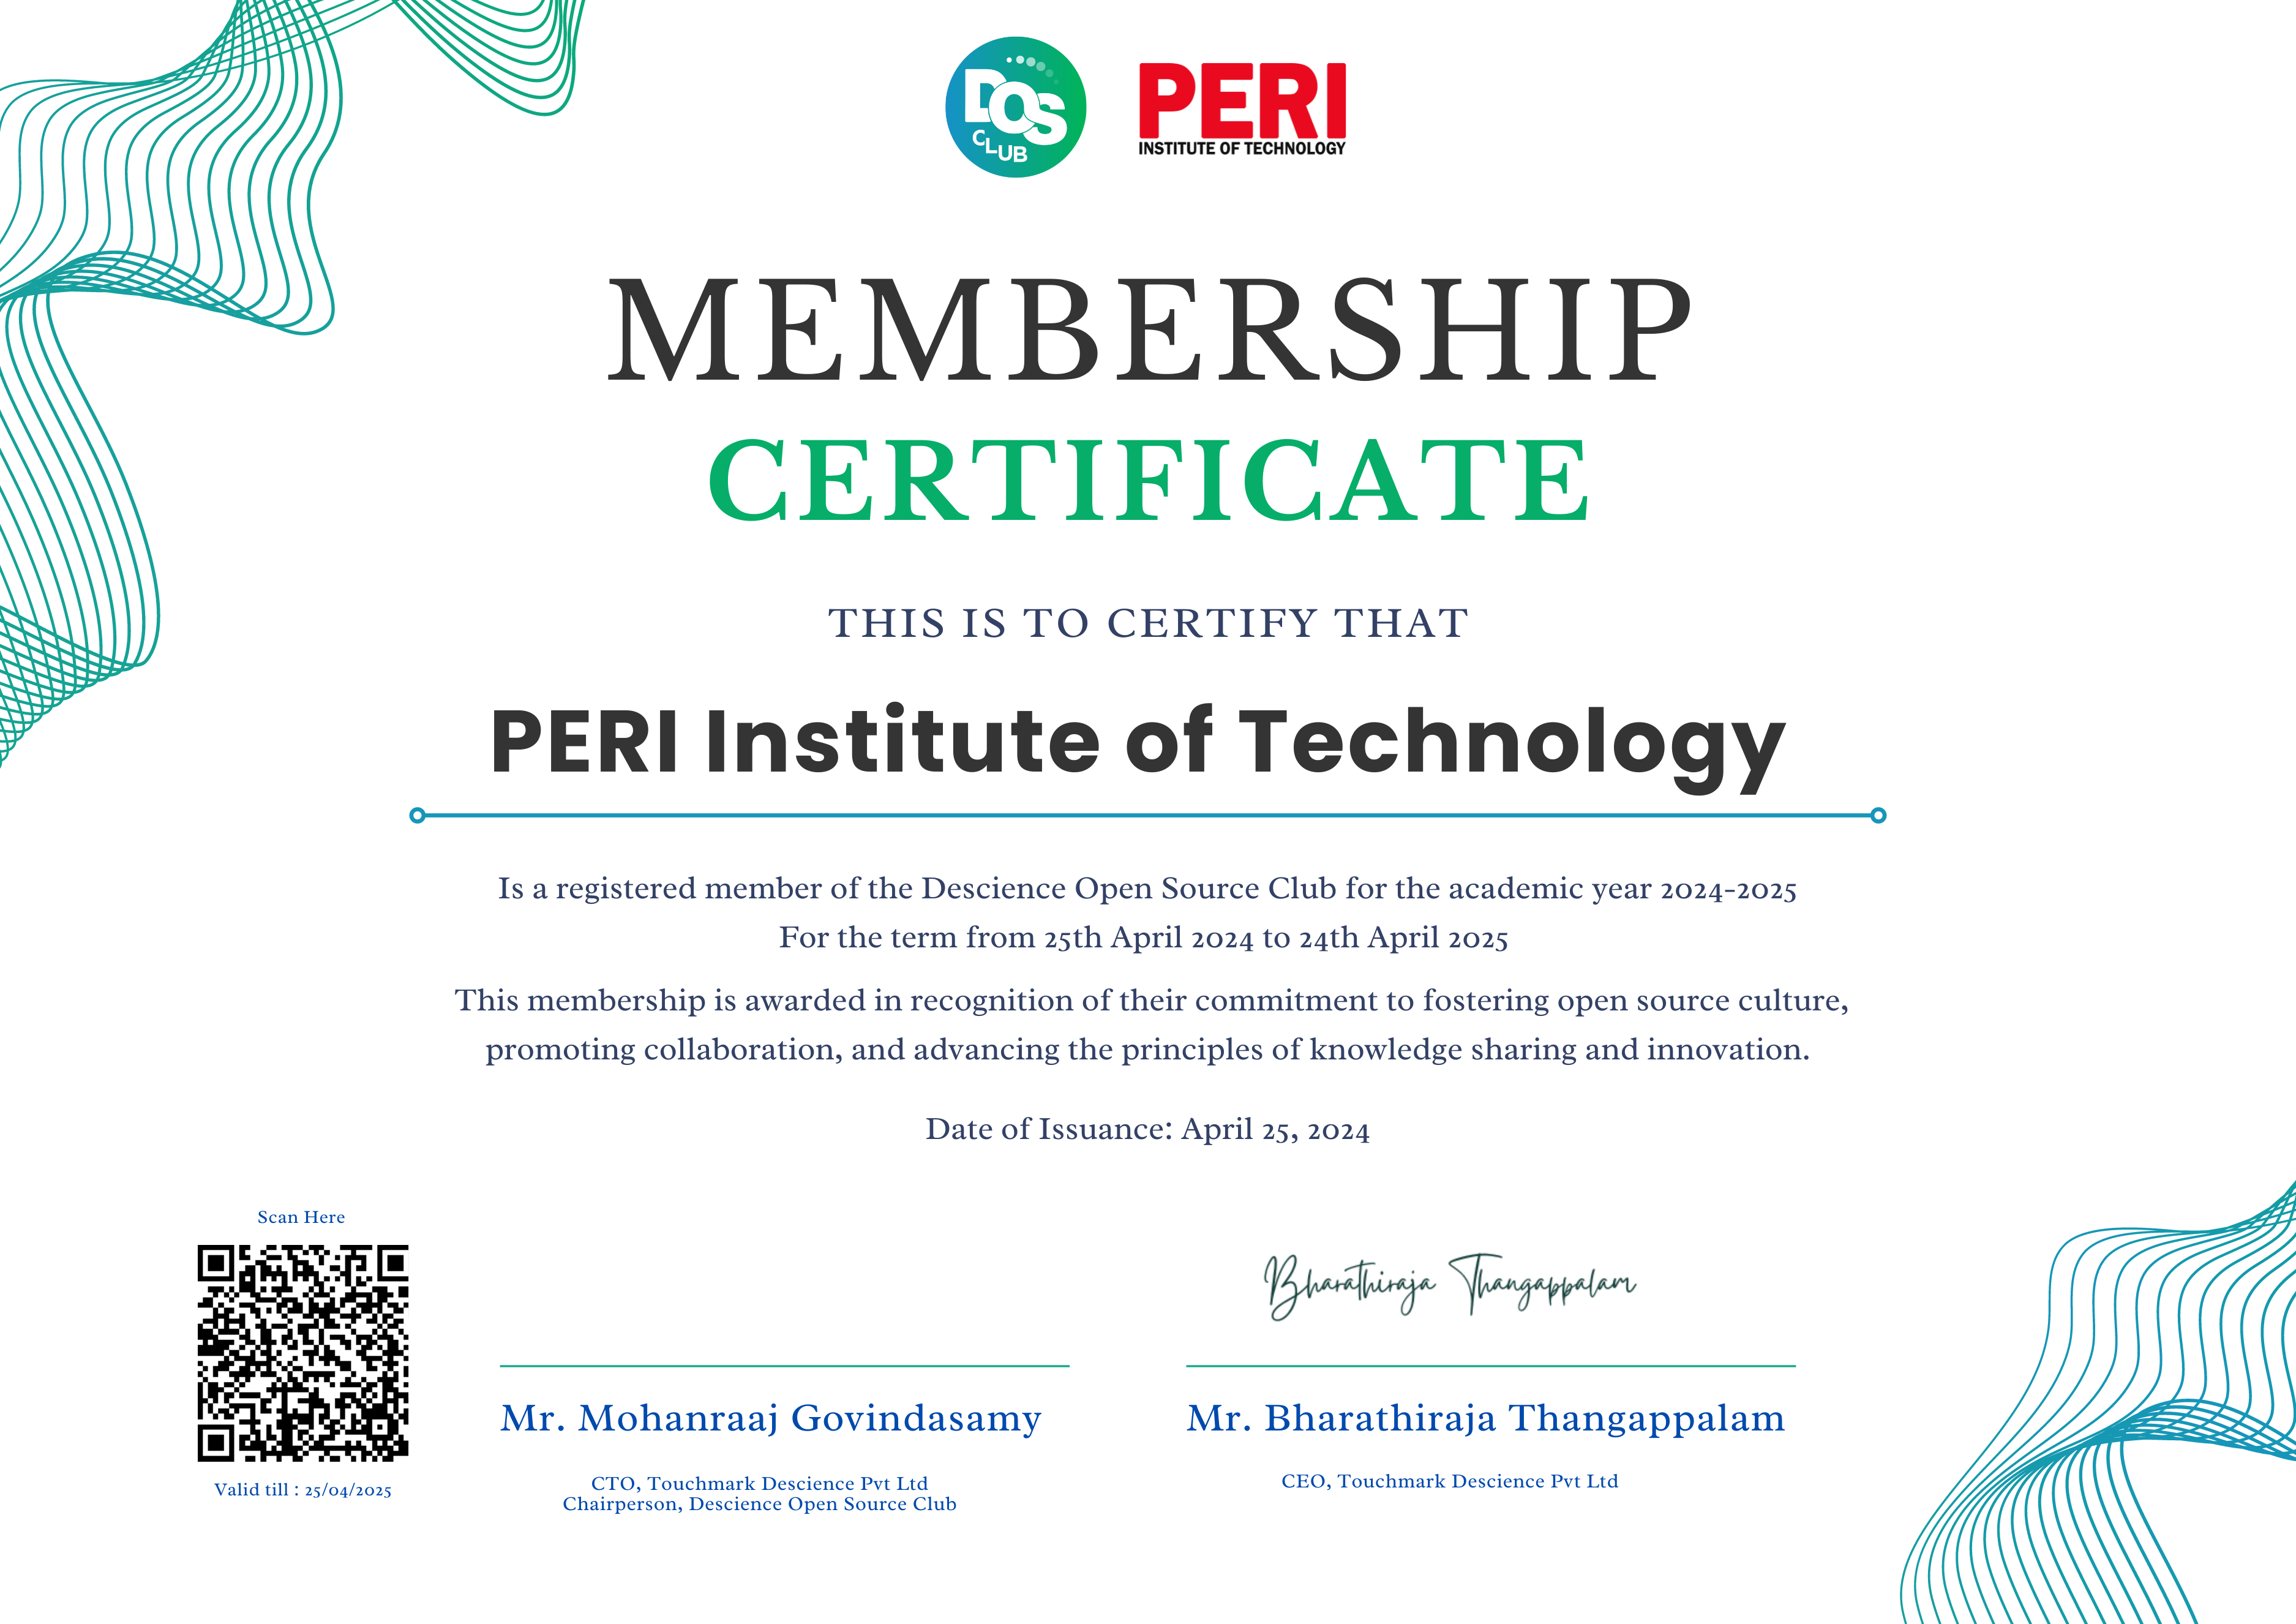 DOS
CLUB
PERI
INSTITUTE OF TECHNOLOGY
MEMBERSHIP
CERTIFICATE
THIS IS TO CERTIFY THAT
PERI Institute of Technology
Is a registered member of the Descience Open Source Club for the academic year 2024-2025
For the term from 25th April 2024 to 24th April 2025
This membership is awarded in recognition of their commitment to fostering open source culture,
promoting collaboration, and advancing the principles of knowledge sharing and innovation.
Date of Issuance: April 25, 2024
Scan Here
Valid till : 25/04/2025
Mr. Mohanraaj Govindasamy
CTO, Touchmark Descience Pvt Ltd
Chairperson, Descience Open Source Club
Bharathiraja Thangappalam
Mr. Bharathiraja Thangappalam
CEO, Touchmark Descience Pvt Ltd